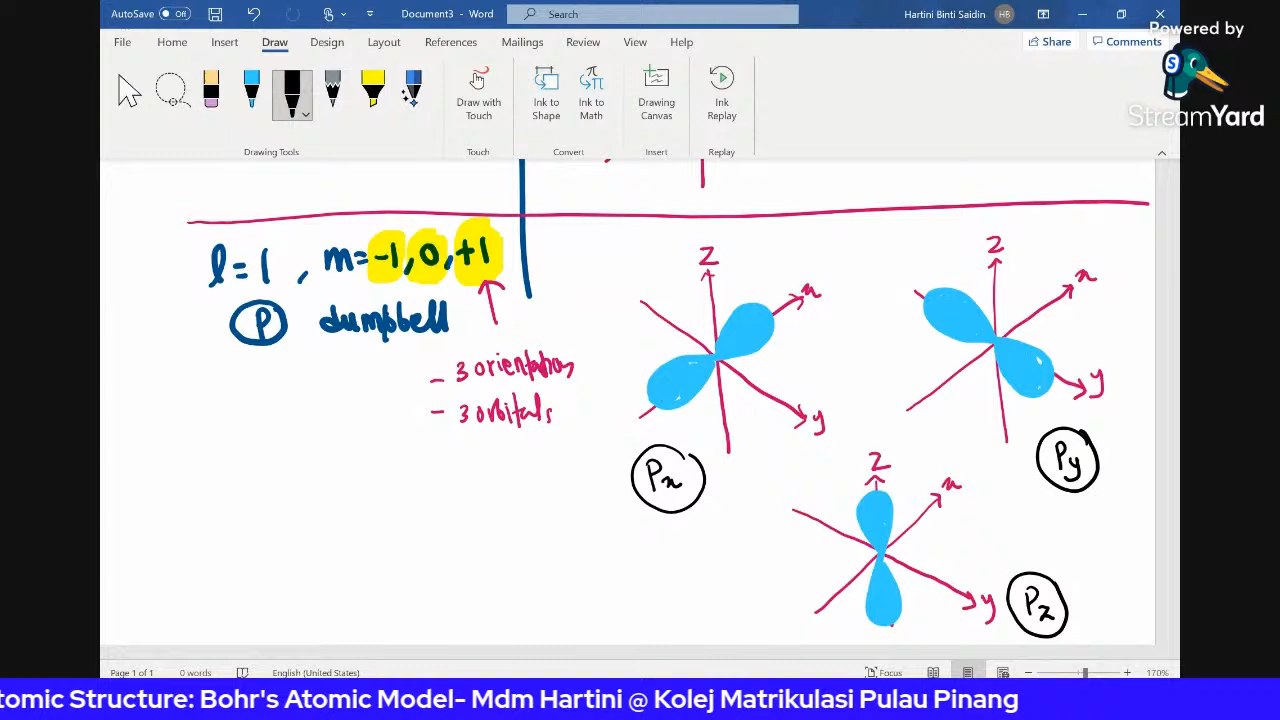 AutoSave Off
Document3 - Word
Search
Hartini Binti Saidin HB
Powered by
StreamYard
File Home Insert Draw Design Layout References Mailings Review View Help
Share Comments
Draw with Touch
Ink to Shape
Ink to Math
Drawing Canvas
Ink Replay
Drawing Tools Touch Convert Insert Replay
l = 1 , m = -1, 0, +1
P dumbbell
- 3 orientations
- 3 orbitals
z x y
Px
z x y
Py
z x y
Pz
Page 1 of 1 0 words English (United States) Focus 170%
tomic Structure: Bohr's Atomic Model- Mdm Hartini @ Kolej Matrikulasi Pulau Pinang